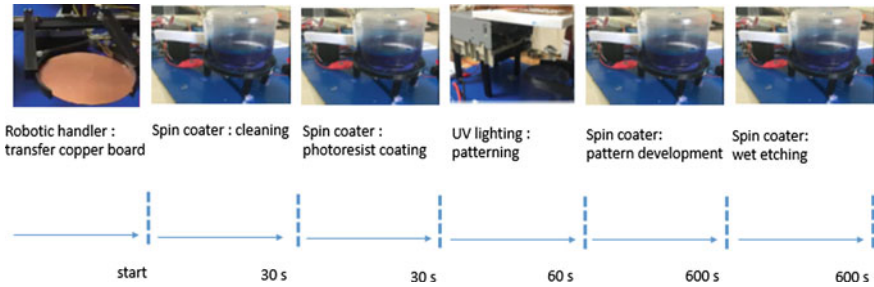 Robotic handler :
transfer copper board
Spin coater : cleaning
Spin coater :
photoresist coating
UV lighting :
patterning
Spin coater:
pattern development
Spin coater:
wet etching
start
30 s
30 s
60 s
600 s
600 s